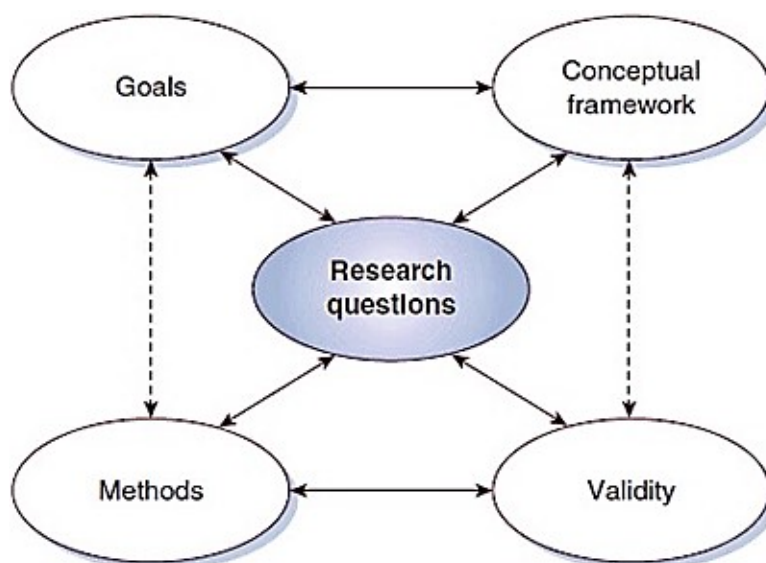 Goals
Conceptual
framework
Research
questions
Methods
Validity